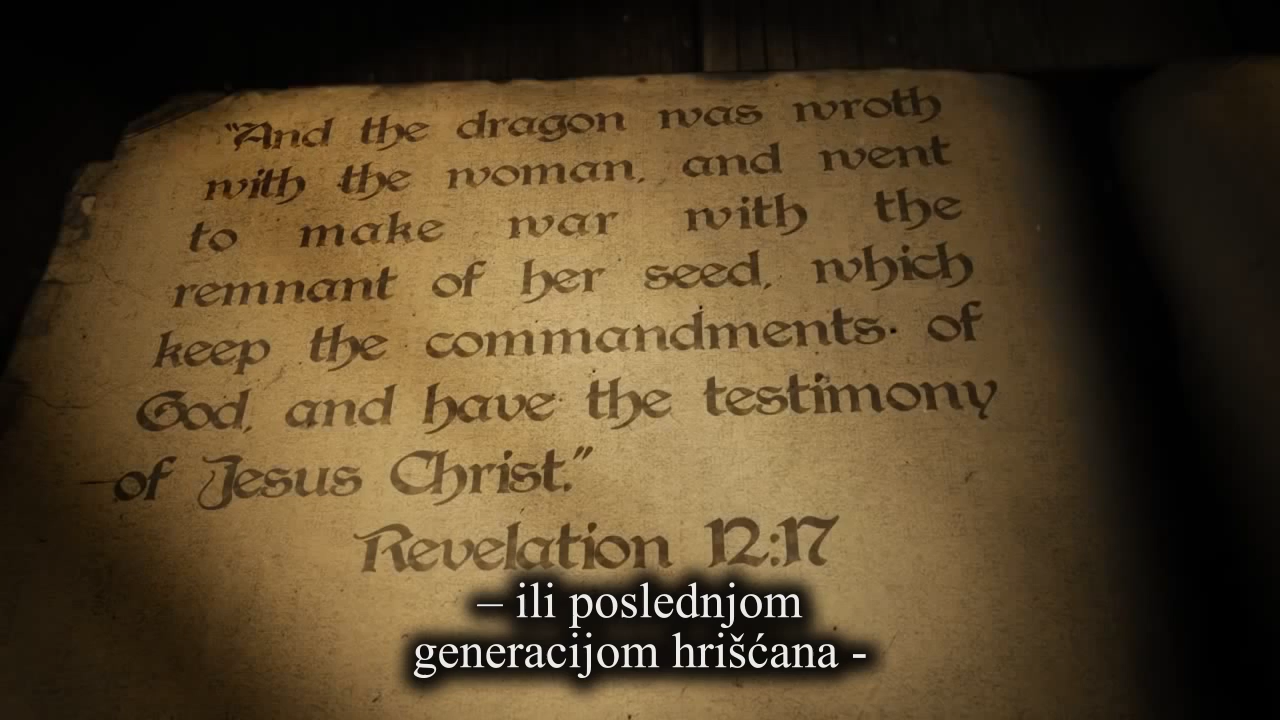 "And the dragon was wroth
with the woman, and went
to make war with the
remnant of her seed, which
keep the commandments of
God, and have the testimony
of Jesus Christ."
Revelation 12:17
– ili poslednjom
generacijom hrišćana -